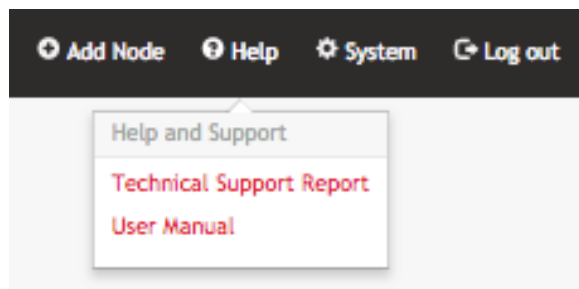 Add Node Help System Log out
Help and Support
Technical Support Report
User Manual